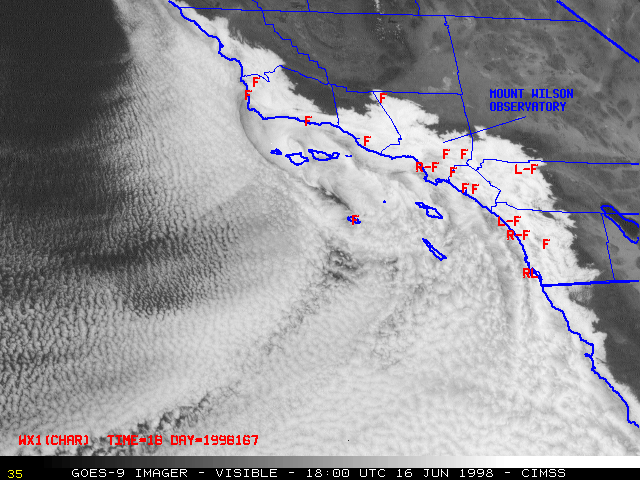 F
F
F
MOUNT WILSON
OBSERVATORY
F
F
F F
R-F
F
L-F
F F
F
L-F
R-F
F
WX1(CHAR) TIME=18 DAY=1998167
35 GOES-9 IMAGER - VISIBLE - 18:00 UTC 16 JUN 1998 - CIMSS